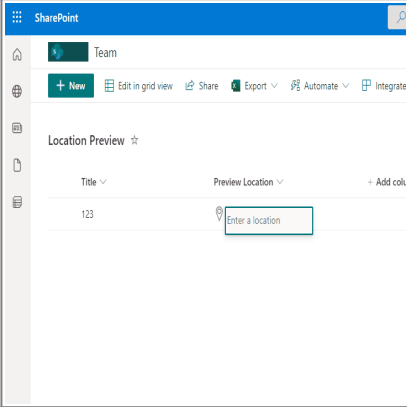 SharePoint
Team
+ New Edit in grid view Share Export Automate Integrate
Location Preview
Title Preview Location + Add colu
123 Enter a location